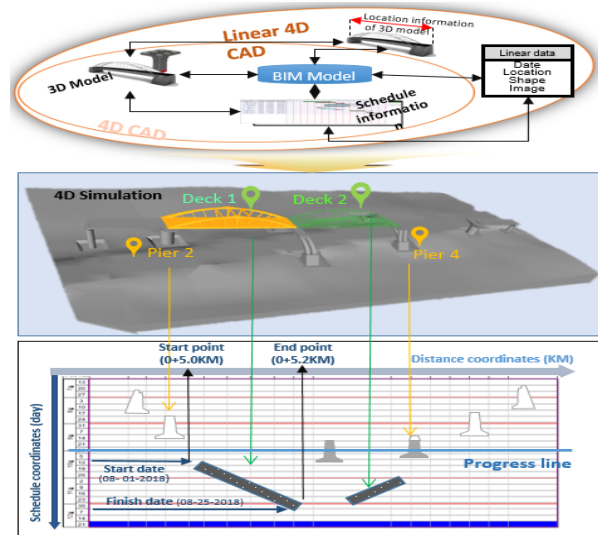 Linear 4D
CAD
Location information
of 3D model
3D Model
BIM Model
Linear data
Date
Location
Shape
Image
Schedule
informatio
n
4D CAD
4D Simulation
Deck 1
Deck 2
Pier 2
Pier 4
Start point
(0+5.0KM)
End point
(0+5.2KM)
Distance coordinates (KM)
Schedule coordinates (day)
Progress line
Start date
(08- 01-2018)
Finish date (08-25-2018)